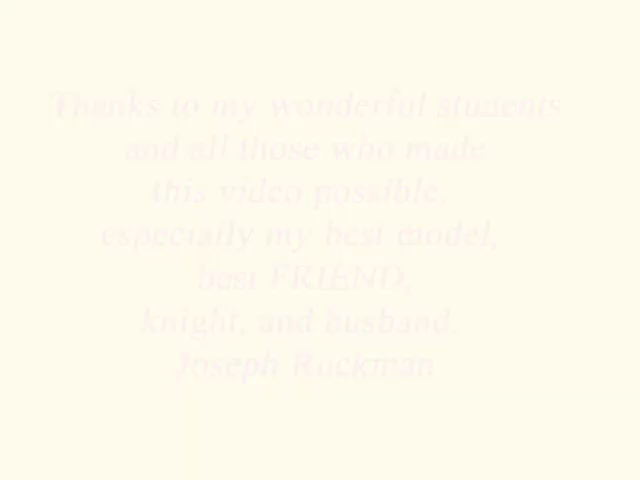 Thanks to my wonderful students
and all those who made
this video possible,
especially my best model,
best FRIEND,
knight, and husband,
Joseph Ruckman